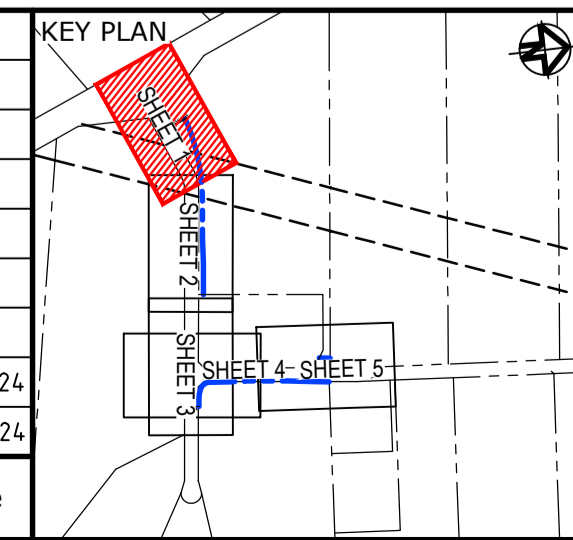 KEY PLAN
N
SHEET 1
SHEET 2
SHEET 3
SHEET 4
SHEET 5
24
24
e